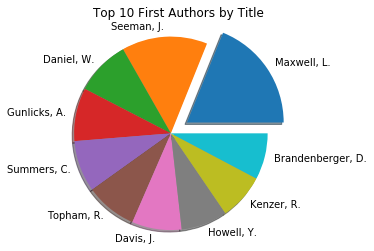 Top 10 First Authors by Title
Seeman, J.
Maxwell, L.
Daniel, W.
Gunlicks, A.
Summers, C.
Brandenberger, D.
Topham, R.
Kenzer, R.
Davis, J.
Howell, Y.